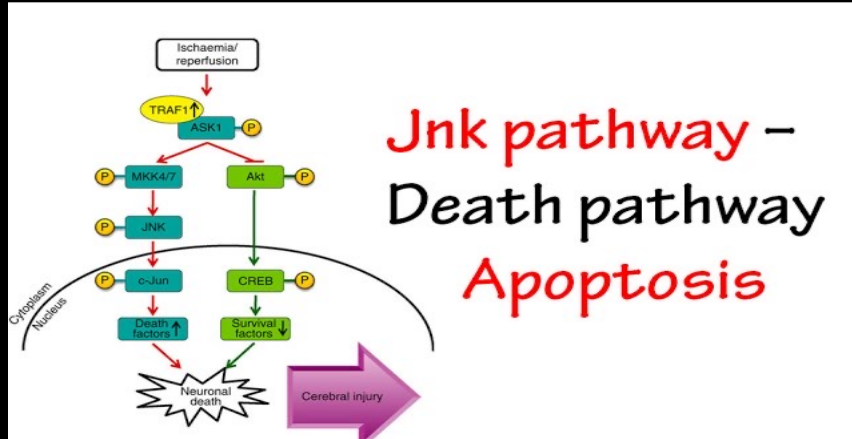 Ischaemia/
reperfusion
TRAF1
ASK1
P
P
MKK4/7
Akt
P
P
JNK
P
c-Jun
CREB
P
Cytoplasm
Nucleus
Death
factors
Survival
factors
Neuronal
death
Cerebral injury
Jnk pathway –
Death pathway
Apoptosis